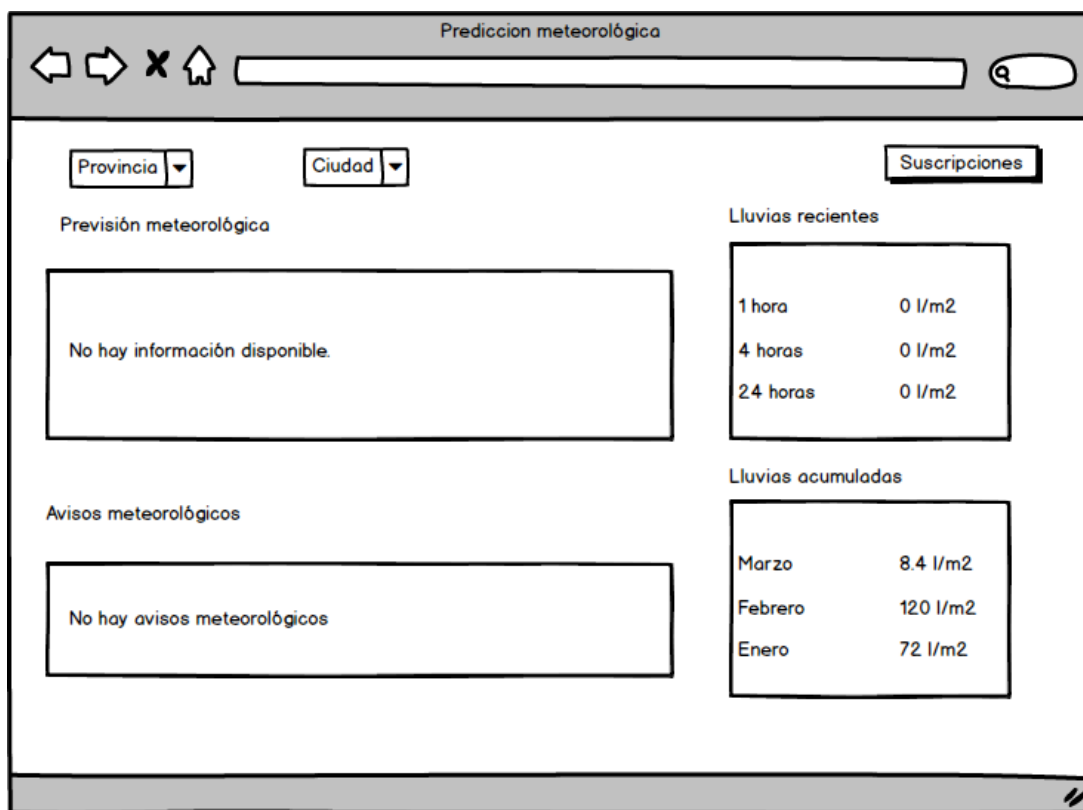 Prediccion meteorológica
Provincia
Ciudad
Suscripciones
Previsión meteorológica
No hay información disponible.
Avisos meteorológicos
No hay avisos meteorológicos
Lluvias recientes
1 hora 0 l/m2
4 horas 0 l/m2
24 horas 0 l/m2
Lluvias acumuladas
Marzo 8.4 l/m2
Febrero 120 l/m2
Enero 72 l/m2